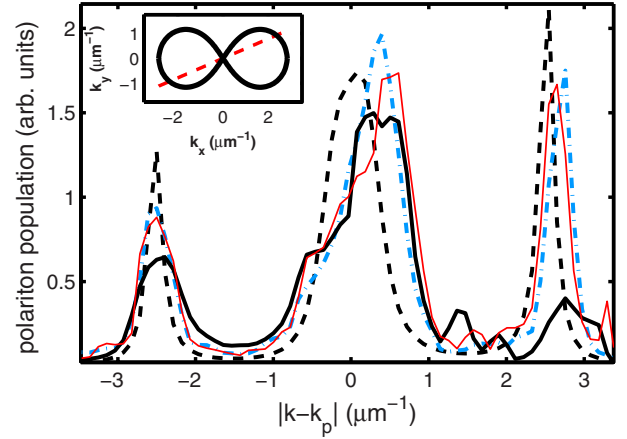 polariton population (arb. units)
2
1.5
1
0.5
k_y (μm⁻¹)
1
0
−1
−2 0 2
k_x (μm⁻¹)
−3 −2 −1 0 1 2 3
|k−k_p| (μm⁻¹)